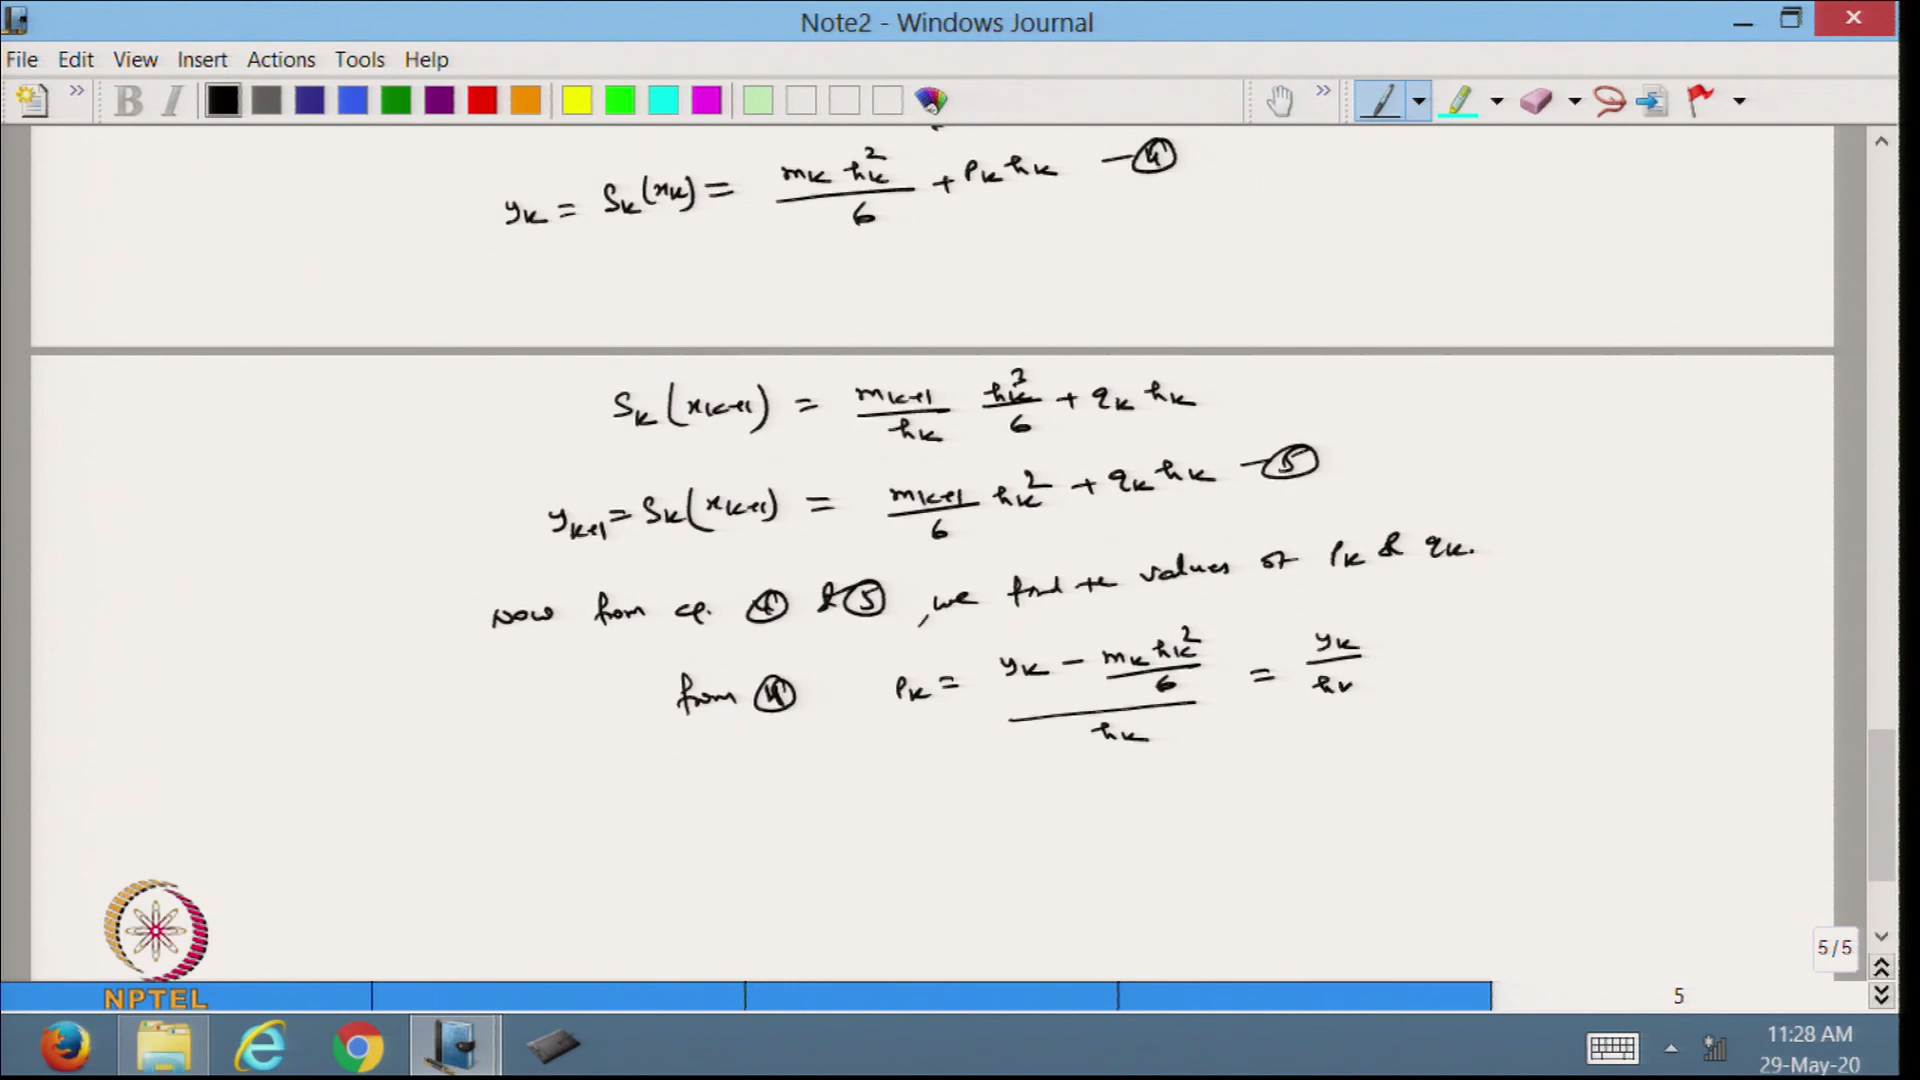 Note2 - Windows Journal
File Edit View Insert Actions Tools Help
B I
y_k = S_k(x_k) = m_k h_k^2 / 6 + p_k h_k — ④
S_k(x_{k+1}) = m_{k+1} / h_k h_k^3 / 6 + q_k h_k
y_{k+1} = S_k(x_{k+1}) = m_{k+1} / 6 h_k^2 + q_k h_k — ⑤
Now from eq. ④ & ⑤, we find the values of p_k & q_k.
from ④ p_k = (y_k - m_k h_k^2 / 6) / h_k = y_k / h_k
5/5
NPTEL
5
11:28 AM
29-May-20